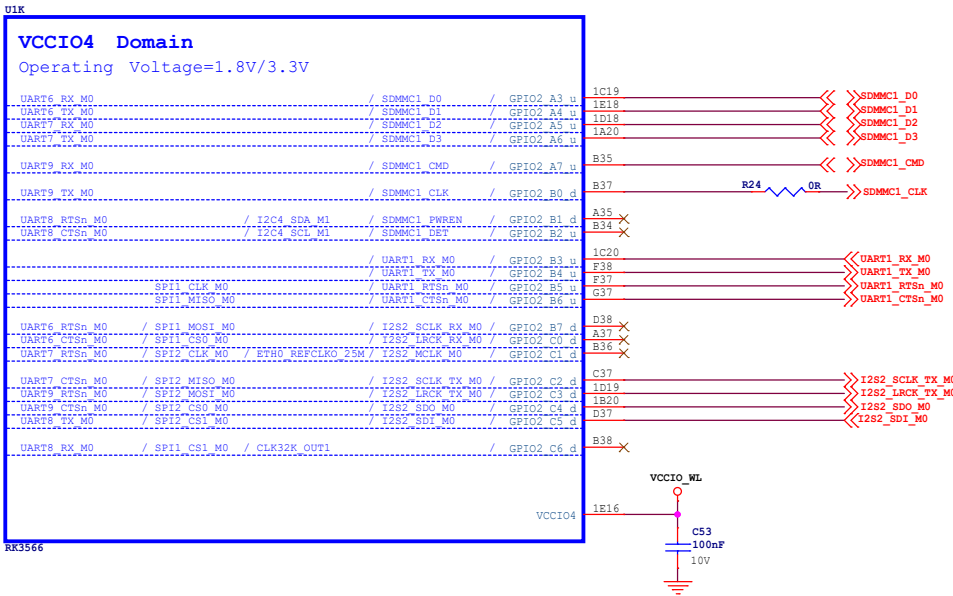 U1K
VCCIO4 Domain
Operating Voltage=1.8V/3.3V
UART6_RX_M0 / SDMMC1_D0 / GPIO2_A3_u 1C19 SDMMC1_D0
UART6_TX_M0 / SDMMC1_D1 / GPIO2_A4_u 1E18 SDMMC1_D1
UART7_RX_M0 / SDMMC1_D2 / GPIO2_A5_u 1D18 SDMMC1_D2
UART7_TX_M0 / SDMMC1_D3 / GPIO2_A6_u 1A20 SDMMC1_D3
UART9_RX_M0 / SDMMC1_CMD / GPIO2_A7_u B35 SDMMC1_CMD
UART9_TX_M0 / SDMMC1_CLK / GPIO2_B0_d B37 R24 0R SDMMC1_CLK
UART8_RTSn_M0 / I2C4_SDA_M1 / SDMMC1_PWREN / GPIO2_B1_d A35
UART8_CTSn_M0 / I2C4_SCL_M1 / SDMMC1_DET / GPIO2_B2_u B34
/ UART1_RX_M0 / GPIO2_B3_u 1C20 UART1_RX_M0
/ UART1_TX_M0 / GPIO2_B4_u F38 UART1_TX_M0
SPI1_CLK_M0 / UART1_RTSn_M0 / GPIO2_B5_u F37 UART1_RTSn_M0
SPI1_MISO_M0 / UART1_CTSn_M0 / GPIO2_B6_u G37 UART1_CTSn_M0
UART6_RTSn_M0 / SPI1_MOSI_M0 / I2S2_SCLK_RX_M0 / GPIO2_B7_d D38
UART6_CTSn_M0 / SPI1_CS0_M0 / I2S2_LRCK_RX_M0 / GPIO2_C0_d A37
UART7_RTSn_M0 / SPI2_CLK_M0 / ETH0_REFCLKO_25M / I2S2_MCLK_M0 / GPIO2_C1_d B36
UART7_CTSn_M0 / SPI2_MISO_M0 / I2S2_SCLK_TX_M0 / GPIO2_C2_d C37 I2S2_SCLK_TX_M0
UART9_RTSn_M0 / SPI2_MOSI_M0 / I2S2_LRCK_TX_M0 / GPIO2_C3_d 1D19 I2S2_LRCK_TX_M0
UART9_CTSn_M0 / SPI2_CS0_M0 / I2S2_SDO_M0 / GPIO2_C4_d 1B20 I2S2_SDO_M0
UART8_TX_M0 / SPI2_CS1_M0 / I2S2_SDI_M0 / GPIO2_C5_d D37 I2S2_SDI_M0
UART8_RX_M0 / SPI1_CS1_M0 / CLK32K_OUT1 / GPIO2_C6_d B38
VCCIO_WL
VCCIO4 1E16
C53
100nF
10V
RK3566